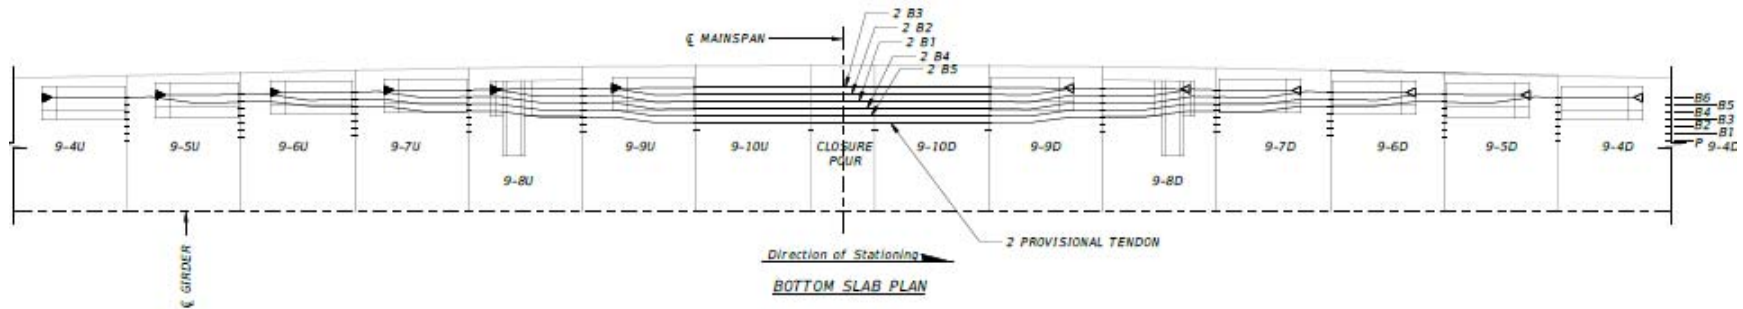 2 B3
2 B2
℄ MAINSPAN
2 B1
2 B4
2 B5
B6
B5
B4
B3
B2
B1
P 9-4D
9-4U
9-5U
9-6U
9-7U
9-9U
9-10U
CLOSURE
POUR
9-10D
9-9D
9-7D
9-6D
9-5D
9-4D
9-8U
9-8D
2 PROVISIONAL TENDON
℄ GIRDER
Direction of Stationing
BOTTOM SLAB PLAN